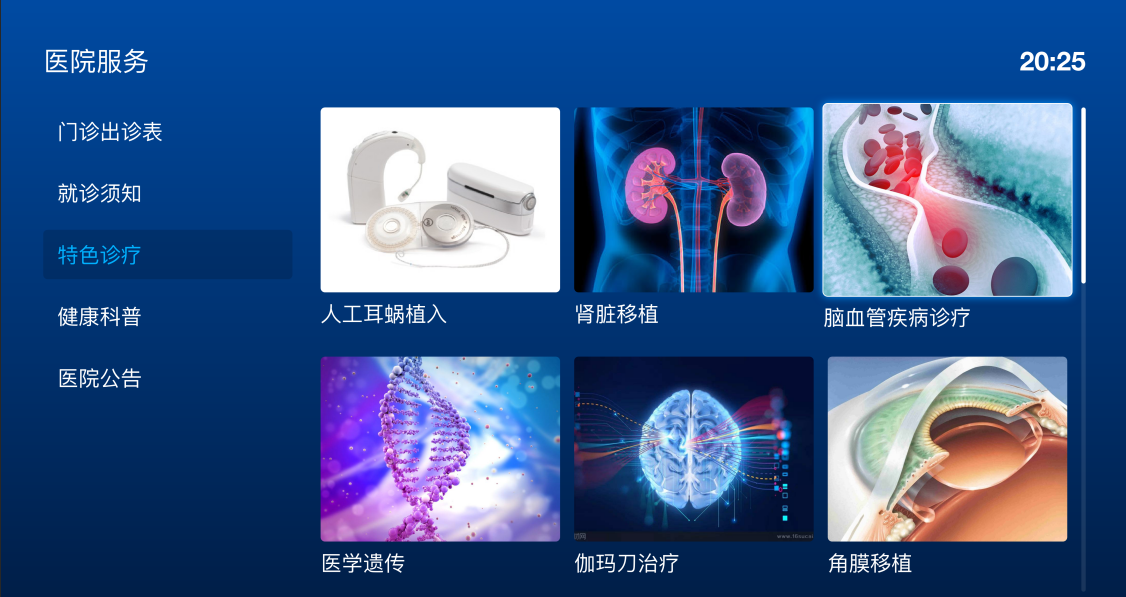 医院服务
20:25
门诊出诊表
就诊须知
特色诊疗
健康科普
医院公告
人工耳蜗植入
肾脏移植
脑血管疾病诊疗
医学遗传
伽玛刀治疗
角膜移植